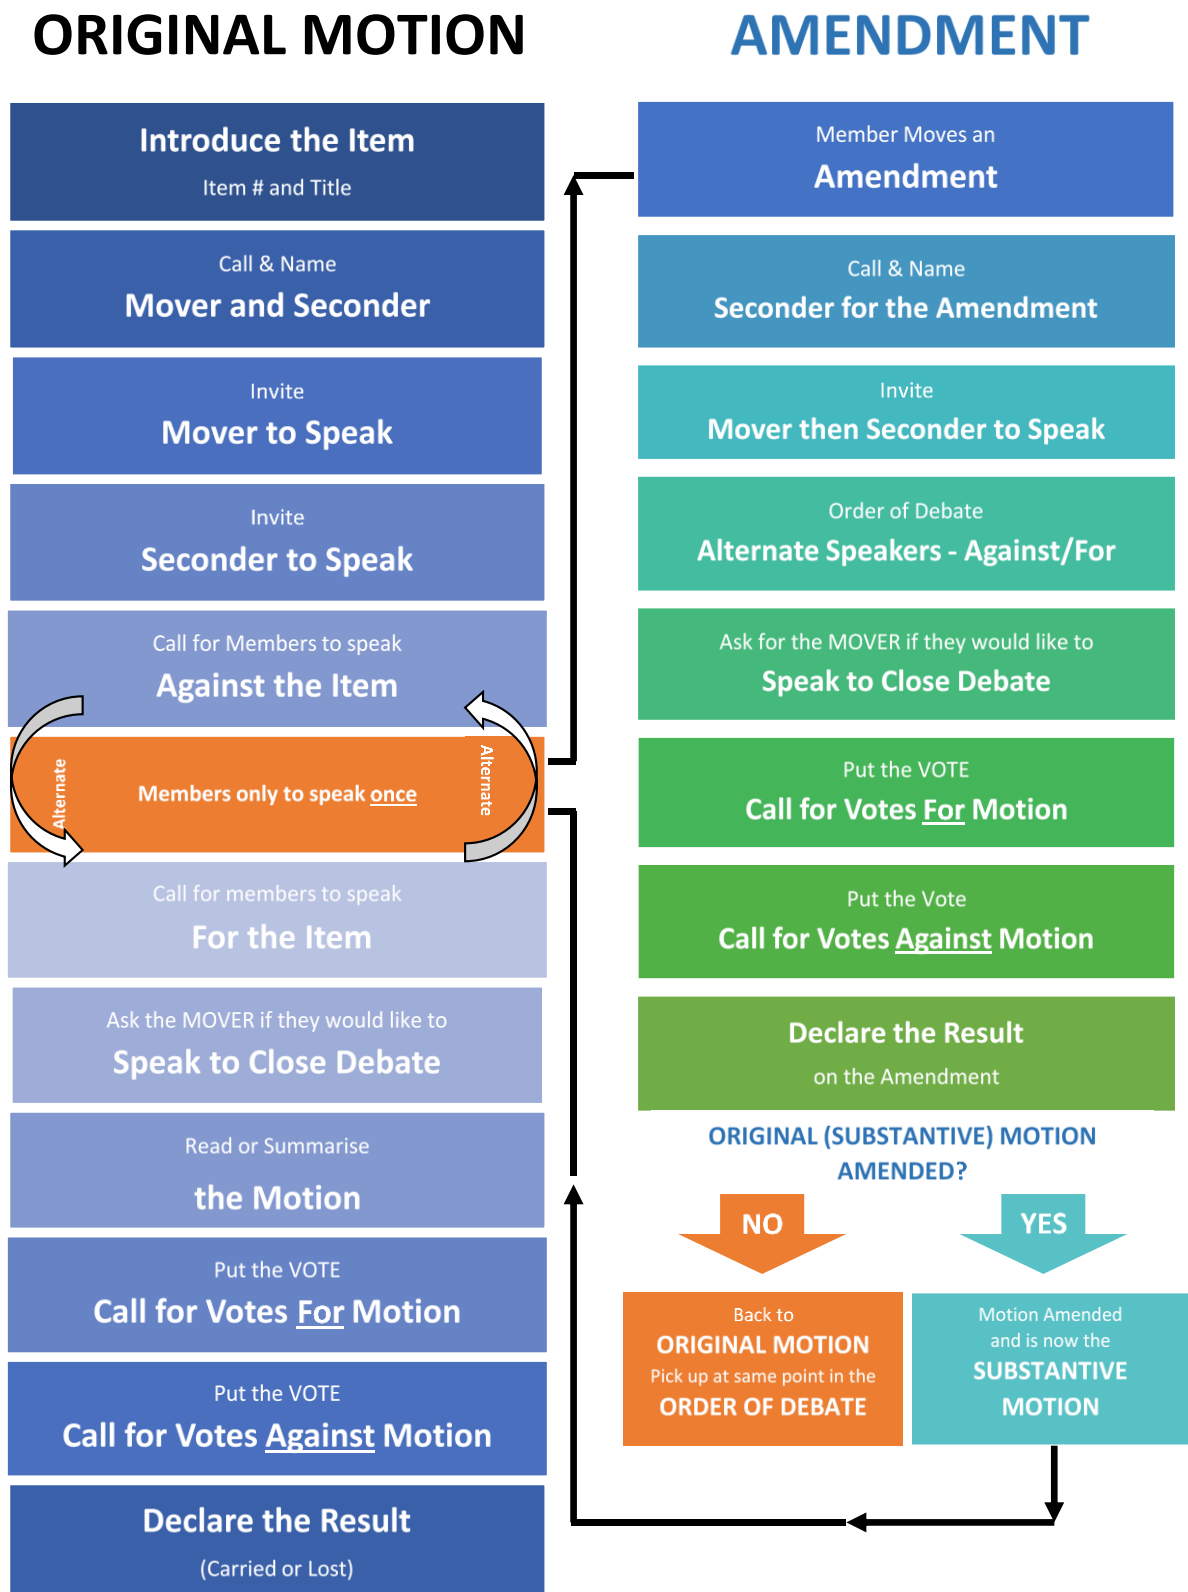 ORIGINAL MOTION
Introduce the Item
Item # and Title
Call & Name
Mover and Seconder
Invite
Mover to Speak
Invite
Seconder to Speak
Call for Members to speak
Against the Item
Alternate
Members only to speak once
Alternate
Call for members to speak
For the Item
Ask the MOVER if they would like to
Speak to Close Debate
Read or Summarise
the Motion
Put the VOTE
Call for Votes For Motion
Put the VOTE
Call for Votes Against Motion
Declare the Result
(Carried or Lost)
AMENDMENT
Member Moves an
Amendment
Call & Name
Seconder for the Amendment
Invite
Mover then Seconder to Speak
Order of Debate
Alternate Speakers - Against/For
Ask for the MOVER if they would like to
Speak to Close Debate
Put the VOTE
Call for Votes For Motion
Put the Vote
Call for Votes Against Motion
Declare the Result
on the Amendment
ORIGINAL (SUBSTANTIVE) MOTION
AMENDED?
NO
Back to
ORIGINAL MOTION
Pick up at same point in the
ORDER OF DEBATE
YES
Motion Amended
and is now the
SUBSTANTIVE
MOTION